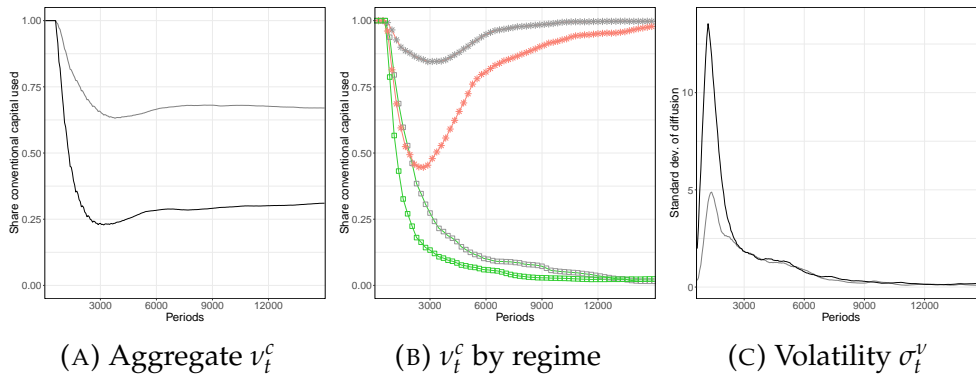 Share conventional capital used
1.00
0.75
0.50
0.25
0.00
3000 6000 9000 12000
Periods
Share conventional capital used
1.00
0.75
0.50
0.25
0.00
3000 6000 9000 12000
Periods
Standard dev. of diffusion
10
5
0
3000 6000 9000 12000
Periods
(A) Aggregate ν_t^c
(B) ν_t^c by regime
(C) Volatility σ_t^ν